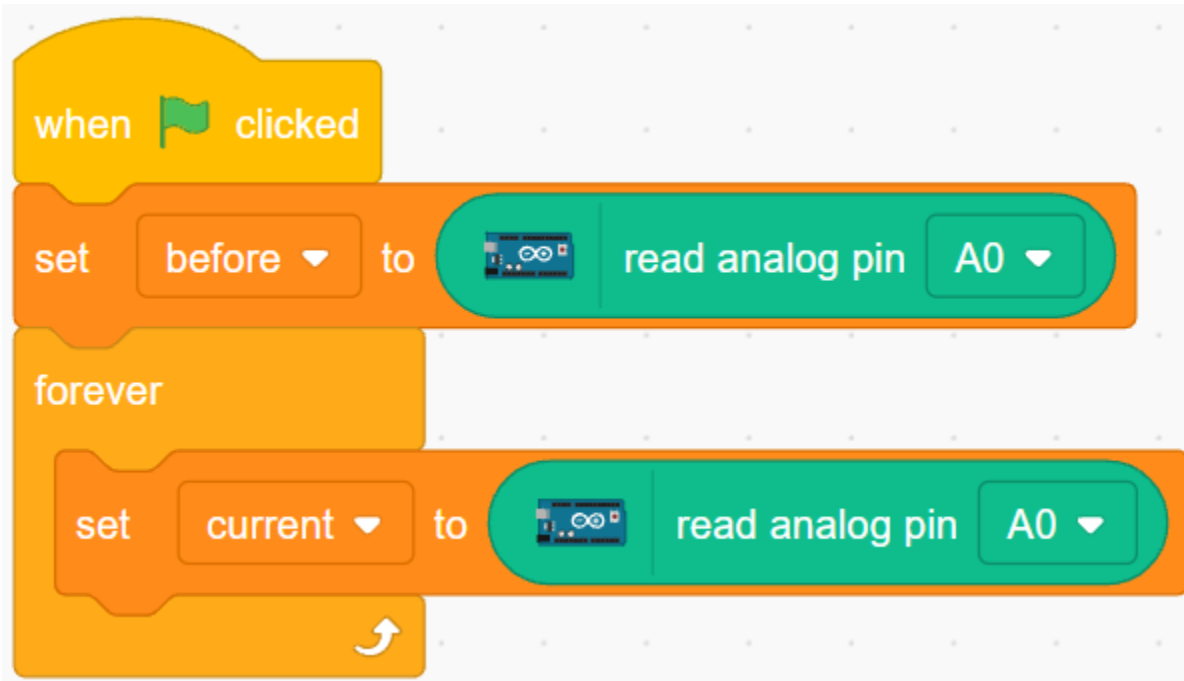 when clicked
set before to read analog pin A0
forever
set current to read analog pin A0